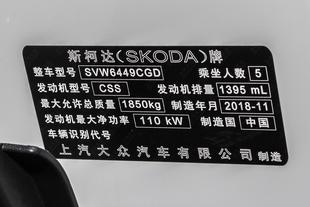 斯柯达(SKODA)牌
整车型号 SVW6449CGD 乘坐人数 5
发动机型号 CSS 发动机排量 1395 mL
最大允许总质量 1850kg 制造年月 2018-11
发动机最大净功率 110 kW 制造国 中国
车辆识别代号
上汽大众汽车有限公司 制造